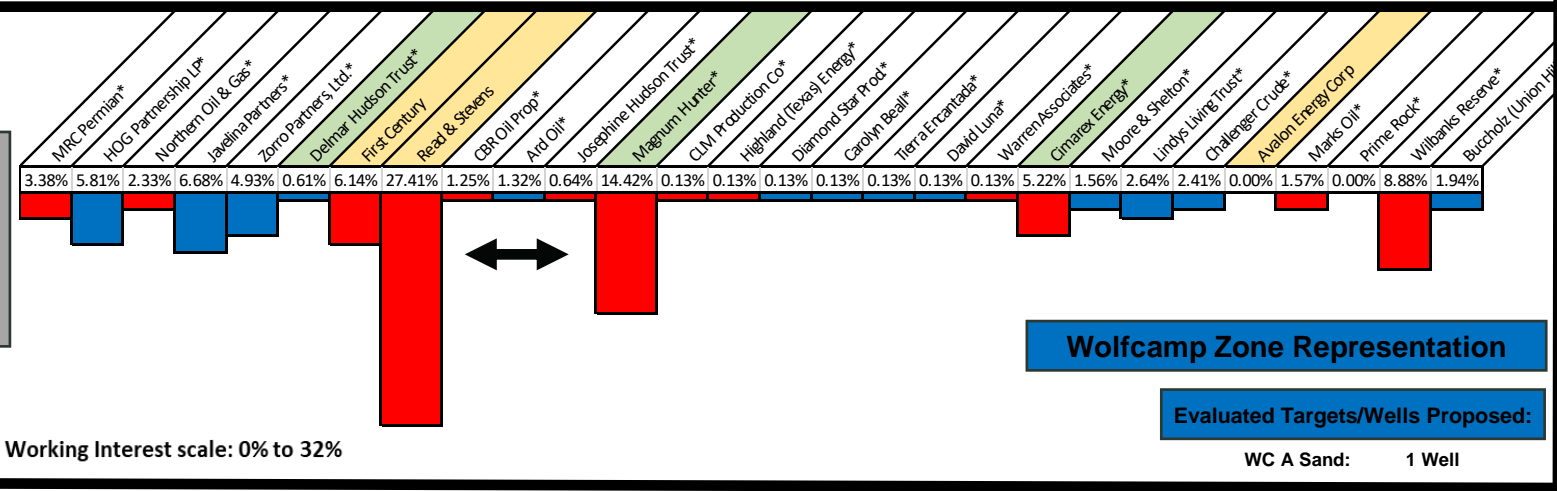 MRC Permian*
HOG Partnership LP*
Northern Oil & Gas*
Javelina Partners*
Zorro Partners, Ltd.*
Delmar Hudson Trust*
First Century
Read & Stevens
CBR Oil Prop*
Ard Oil*
Josephine Hudson Trust*
Magnum Hunter*
CLM Production Co*
Highland (Texas) Energy*
Diamond Star Prod*
Carolyn Beall*
Tierra Encantada*
David Luna*
Warren Associates*
Cimarex Energy*
Moore & Shelton*
Lindys Living Trust*
Challenger Crude*
Avalon Energy Corp
Marks Oil*
Prime Rock*
Wilbanks Reserve*
Buccholz (Union Hi
3.38% 5.81% 2.33% 6.68% 4.93% 0.61% 6.14% 27.41% 1.25% 1.32% 0.64% 14.42% 0.13% 0.13% 0.13% 0.13% 0.13% 0.13% 0.13% 5.22% 1.56% 2.64% 2.41% 0.00% 1.57% 0.00% 8.88% 1.94%
Wolfcamp Zone Representation
Evaluated Targets/Wells Proposed:
Working Interest scale: 0% to 32%
WC A Sand: 1 Well